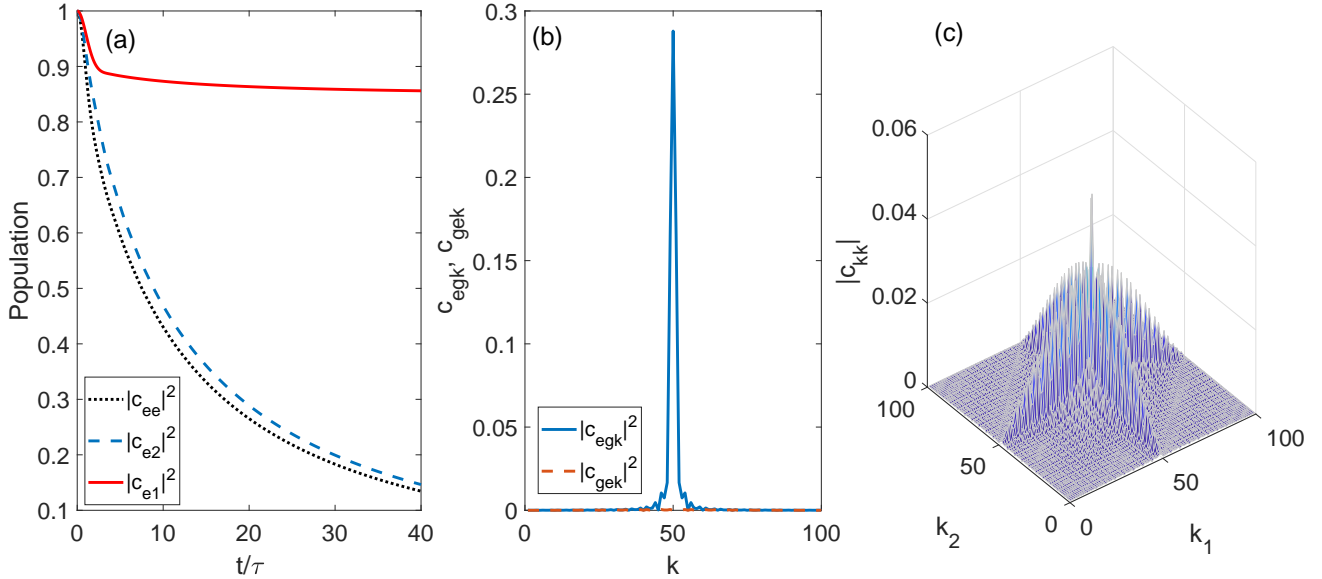 (a)
Population
1
0.9
0.8
0.7
0.6
0.5
0.4
0.3
0.2
0.1
|c_ee|^2
|c_e2|^2
|c_e1|^2
0 10 20 30 40
t/τ
(b)
c_egk, c_gek
0.3
0.25
0.2
0.15
0.1
0.05
0
|c_egk|^2
|c_gek|^2
0 50 100
k
(c)
|c_kk|
0.06
0.04
0.02
0
100
50
0
k_2
0
50
100
k_1